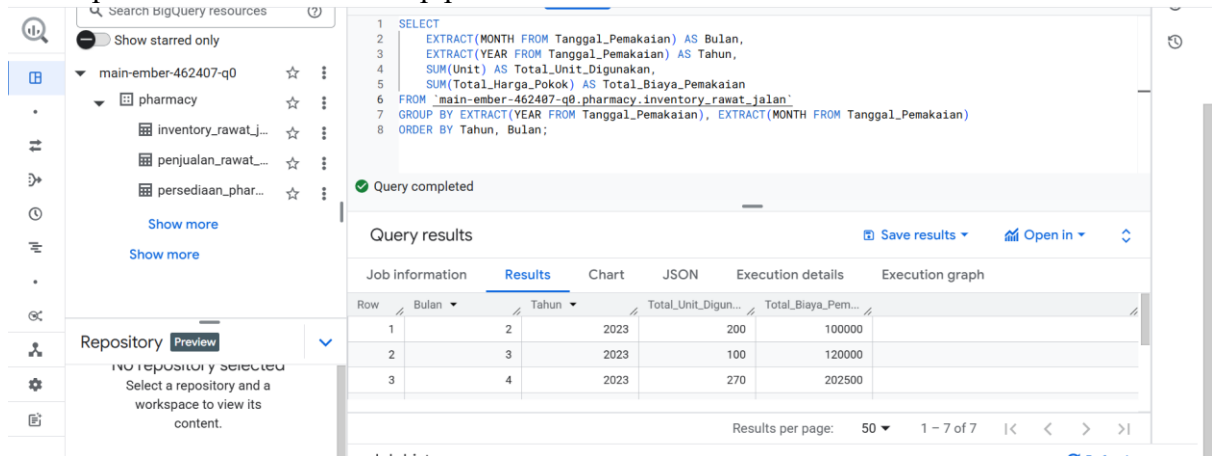 Search BigQuery resources
Show starred only
main-ember-462407-q0
pharmacy
inventory_rawat_j...
penjualan_rawat_...
persediaan_phar...
Show more
Show more
Repository Preview
No repository selected
Select a repository and a
workspace to view its
content.
1 SELECT
2 EXTRACT(MONTH FROM Tanggal_Pemakaian) AS Bulan,
3 EXTRACT(YEAR FROM Tanggal_Pemakaian) AS Tahun,
4 SUM(Unit) AS Total_Unit_Digunakan,
5 SUM(Total_Harga_Pokok) AS Total_Biaya_Pemakaian
6 FROM `main-ember-462407-q0.pharmacy.inventory_rawat_jalan`
7 GROUP BY EXTRACT(YEAR FROM Tanggal_Pemakaian), EXTRACT(MONTH FROM Tanggal_Pemakaian)
8 ORDER BY Tahun, Bulan;
Query completed
Query results Save results Open in
Job information Results Chart JSON Execution details Execution graph
Row Bulan Tahun Total_Unit_Digun... Total_Biaya_Pem...
1 2 2023 200 100000
2 3 2023 100 120000
3 4 2023 270 202500
Results per page: 50 1 – 7 of 7